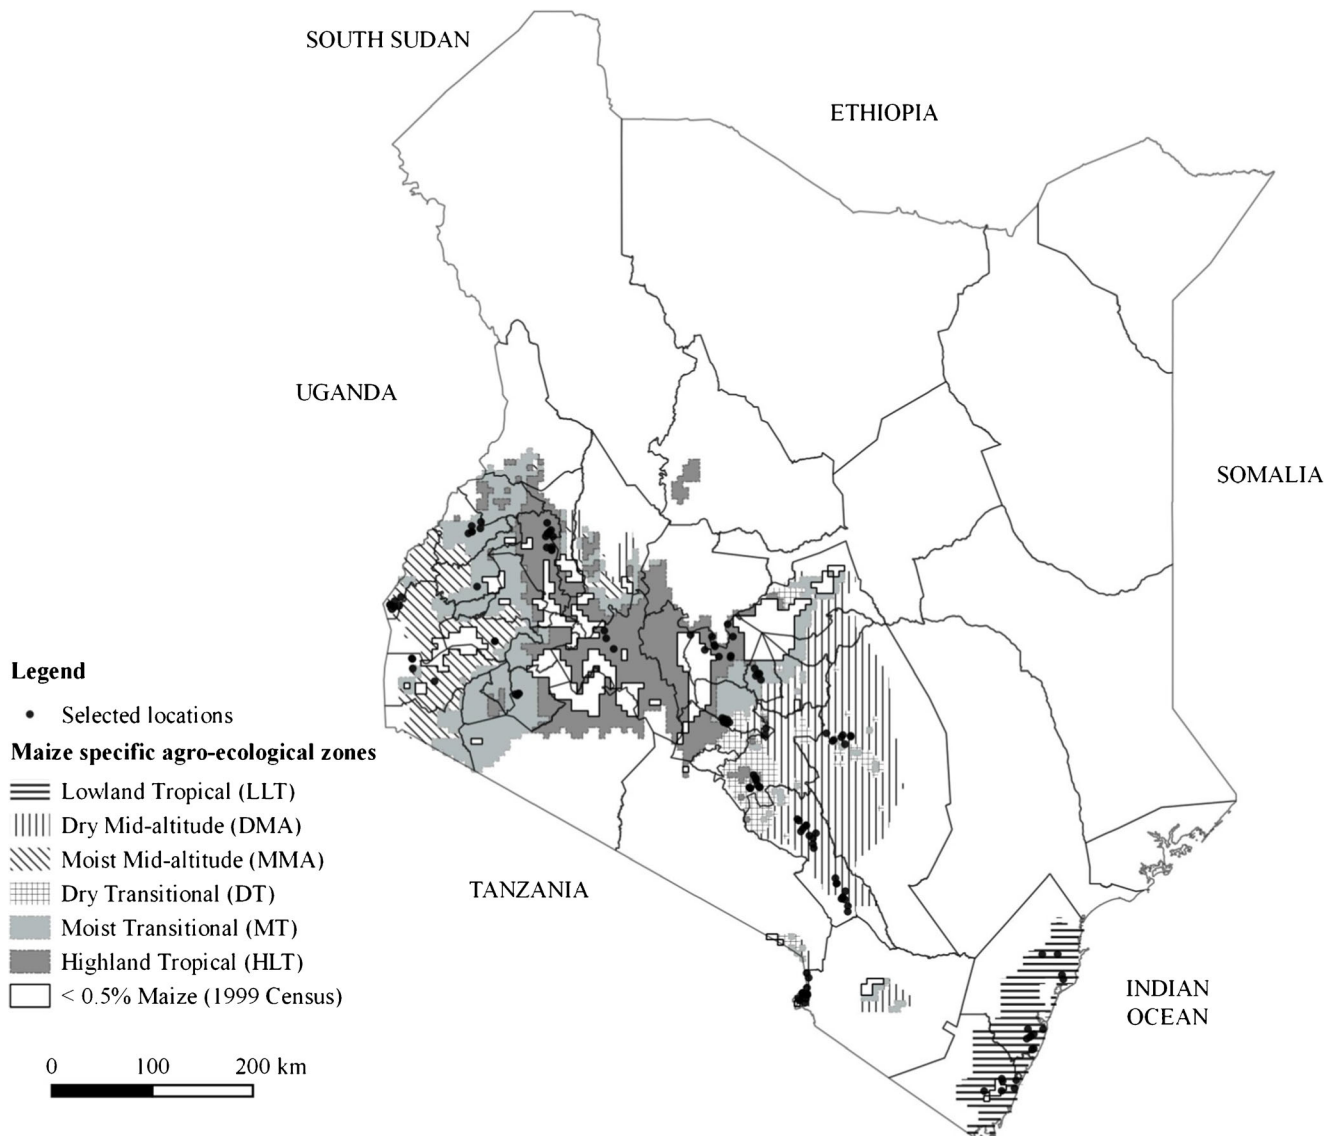 SOUTH SUDAN
ETHIOPIA
UGANDA
SOMALIA
Legend
Selected locations
Maize specific agro-ecological zones
Lowland Tropical (LLT)
Dry Mid-altitude (DMA)
Moist Mid-altitude (MMA)
Dry Transitional (DT)
Moist Transitional (MT)
Highland Tropical (HLT)
< 0.5% Maize (1999 Census)
TANZANIA
INDIAN
OCEAN
0 100 200 km